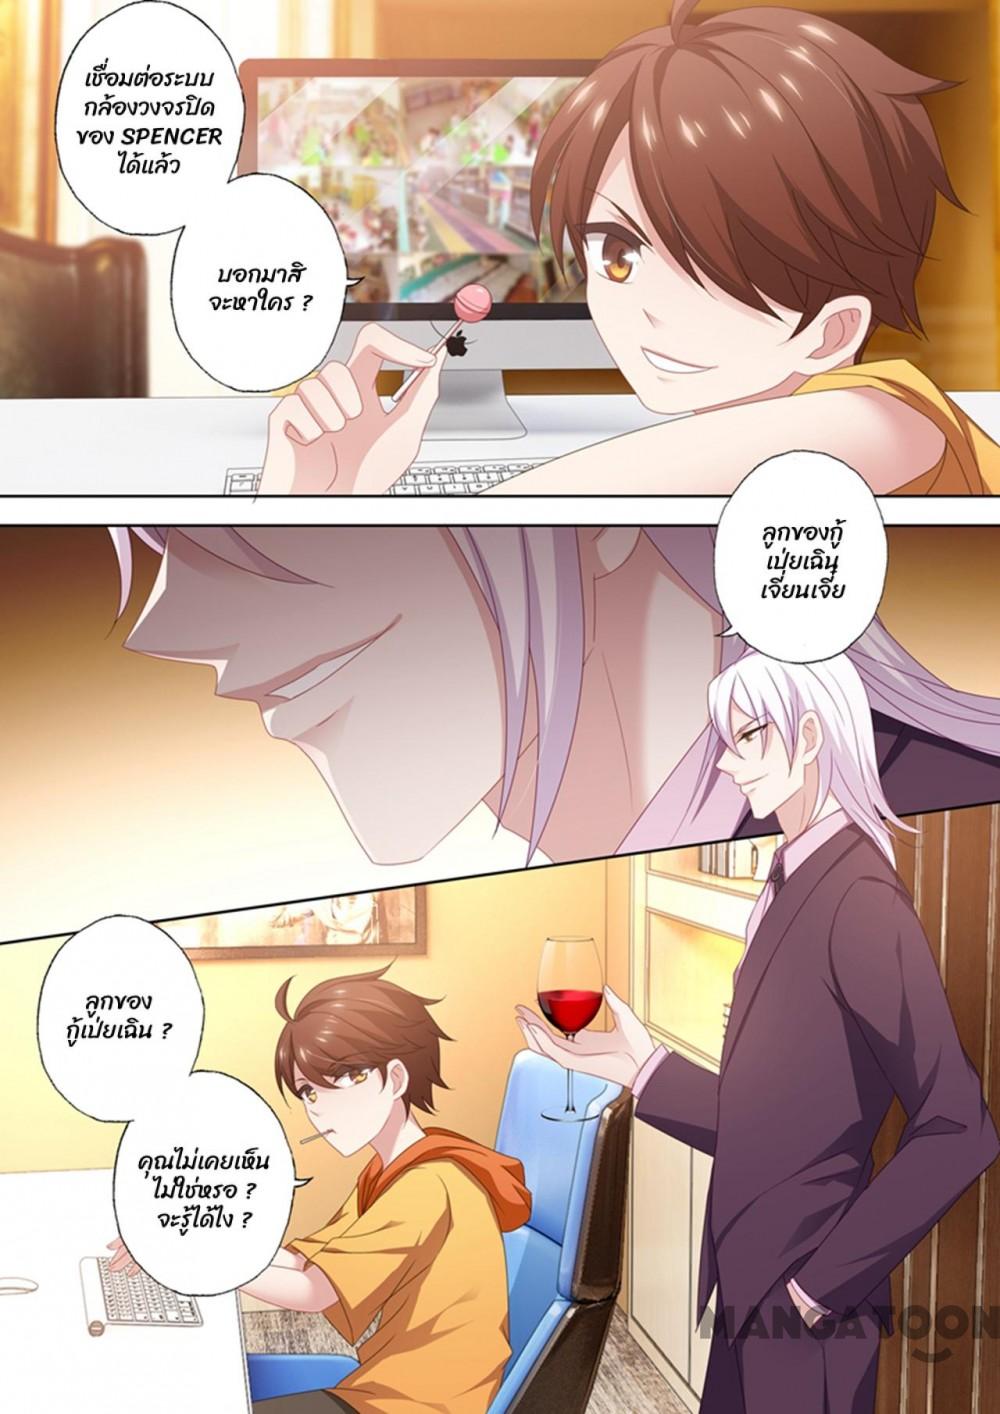 เชื่อมต่อระบบ
กล้องวงจรปิด
ของ SPENCER
ได้แล้ว
บอกมาสิ
จะหาใคร ?
ลูกของกู้
เป่ยเฉิน
เจี่ยนเจี๋ย
ลูกของ
กู้เป่ยเฉิน ?
คุณไม่เคยเห็น
ไม่ใช่หรอ ?
จะรู้ได้ไง ?
MANGATOON